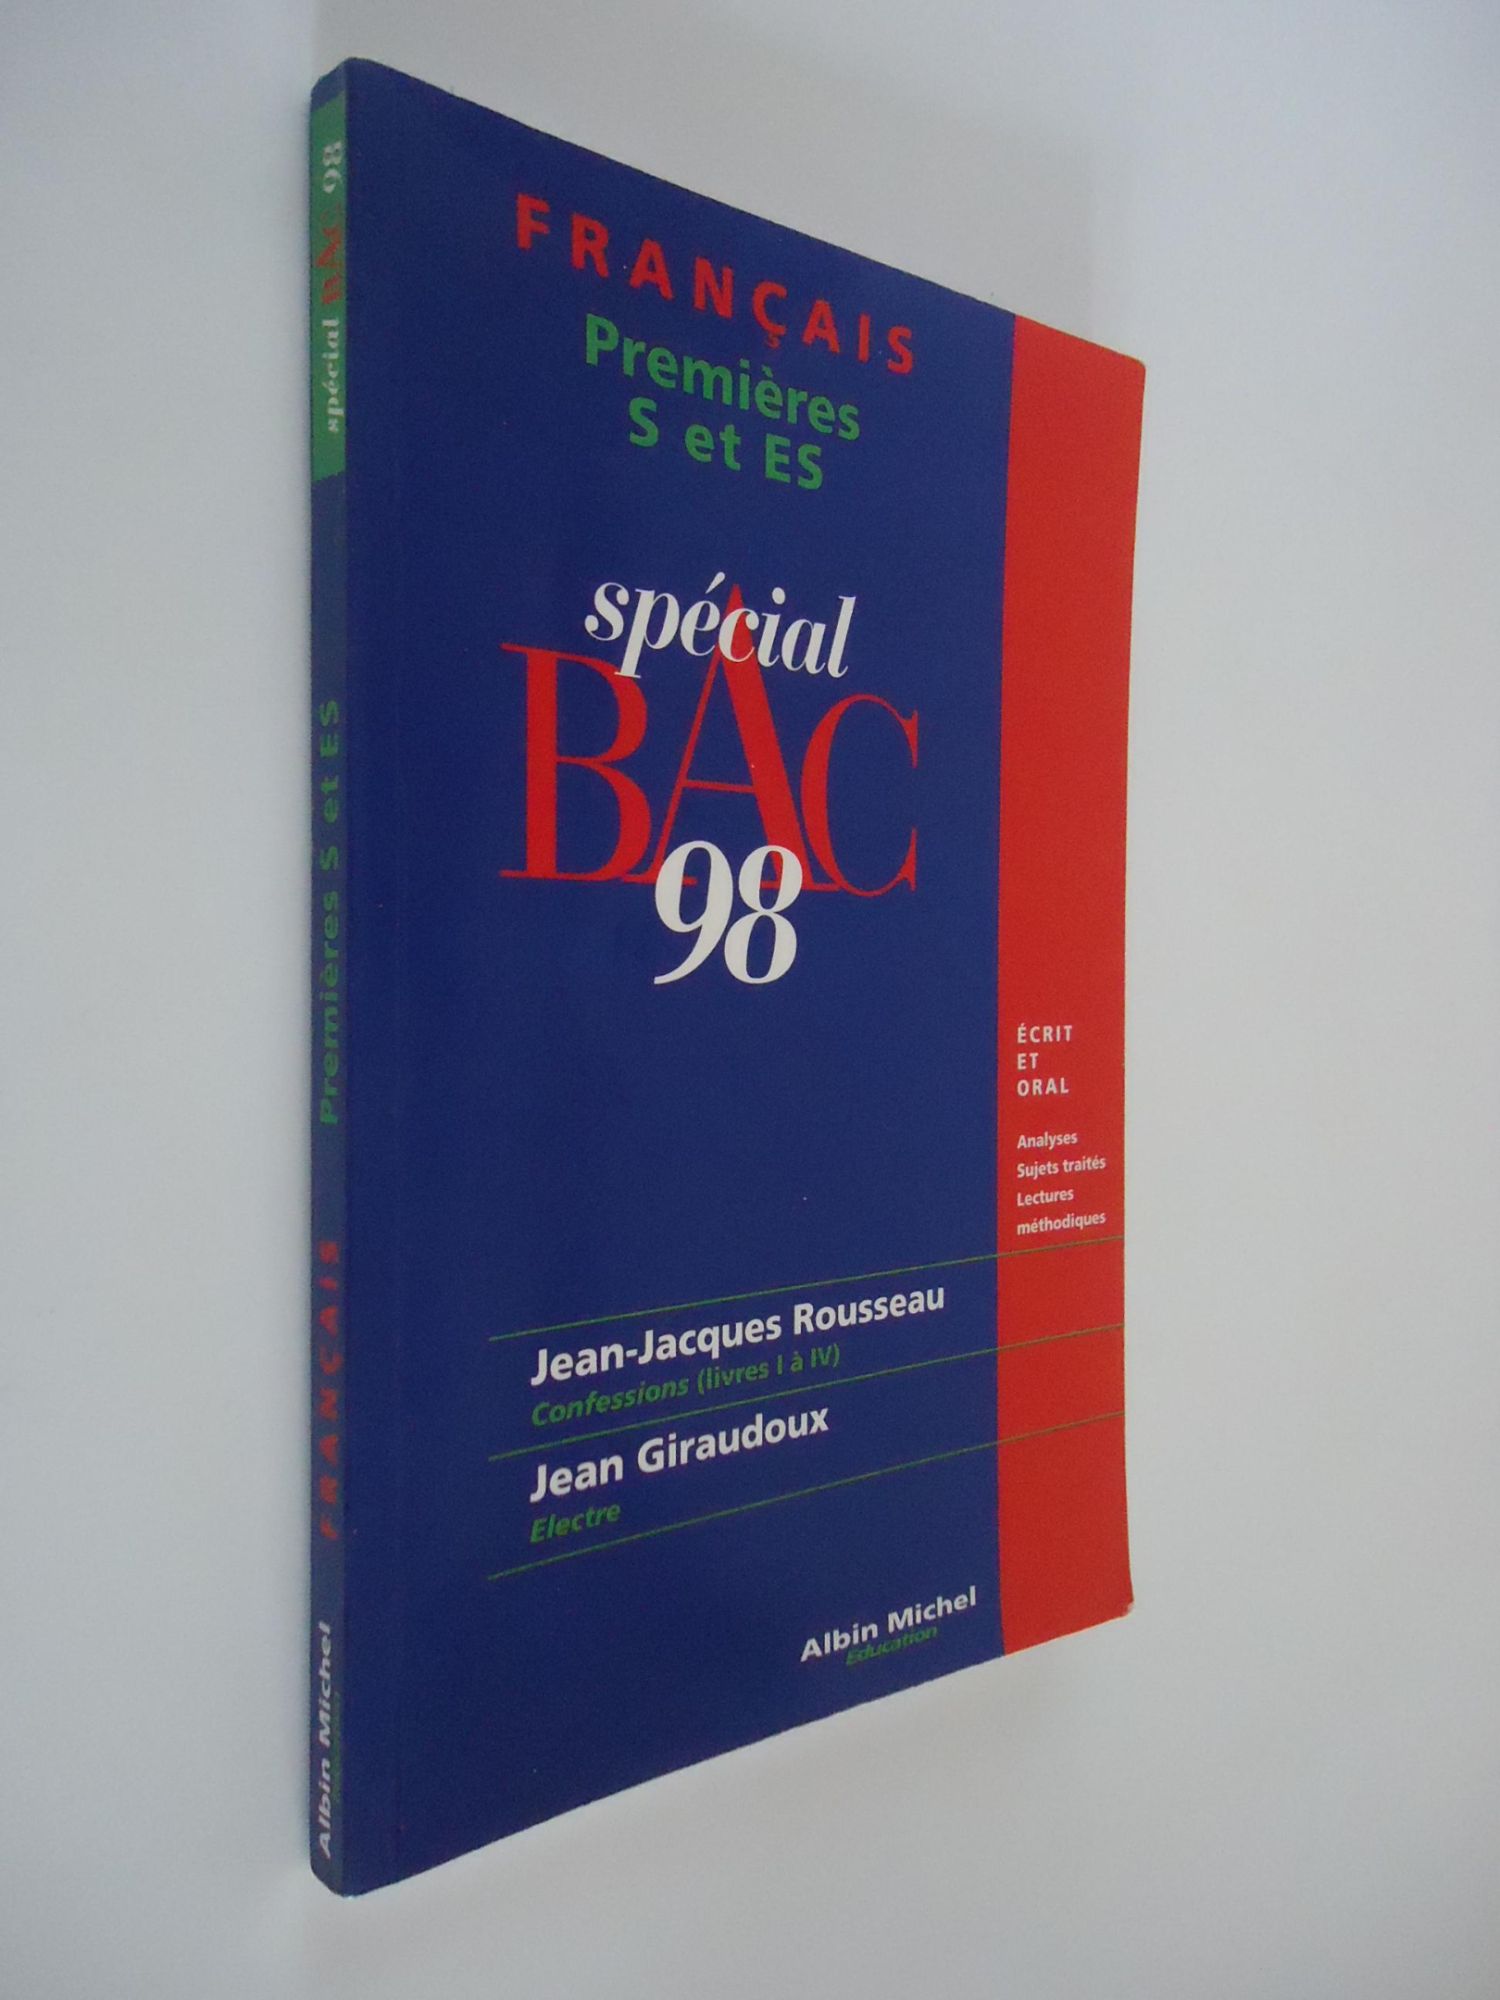 FRANÇAIS
Premières
S et ES
spécial
BAC
98
ÉCRIT
ET
ORAL
Analyses
Sujets traités
Lectures
méthodiques
Jean-Jacques Rousseau
Confessions (livres I à IV)
Jean Giraudoux
Electre
Albin Michel
Education
Albin Michel
Education
FRANÇAIS
Premières S et ES
spécial BAC 98